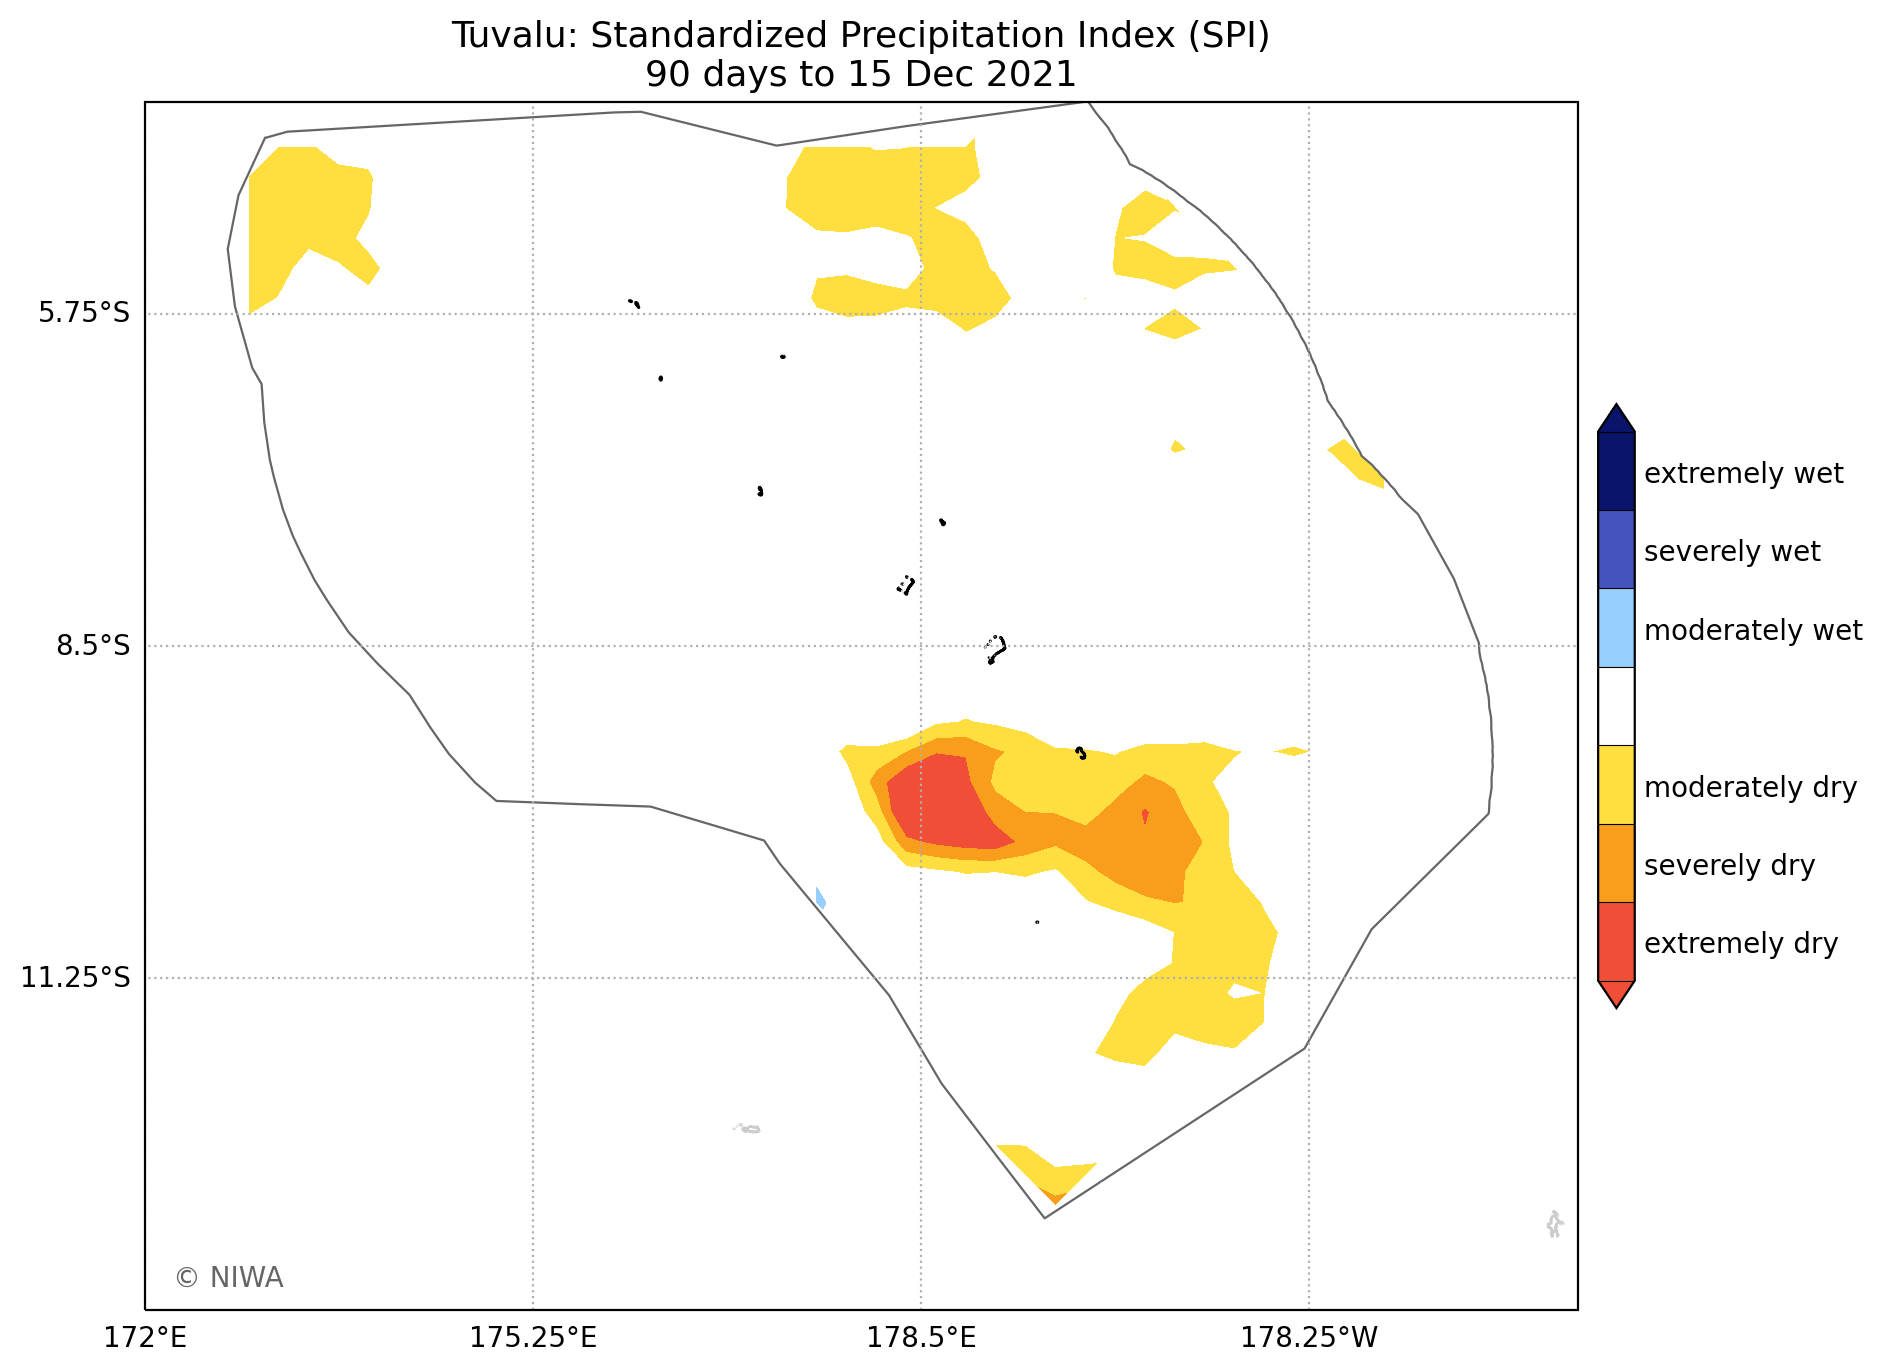 Tuvalu: Standardized Precipitation Index (SPI)
90 days to 15 Dec 2021
5.75°S
8.5°S
11.25°S
172°E
175.25°E
178.5°E
178.25°W
extremely wet
severely wet
moderately wet
moderately dry
severely dry
extremely dry
© NIWA